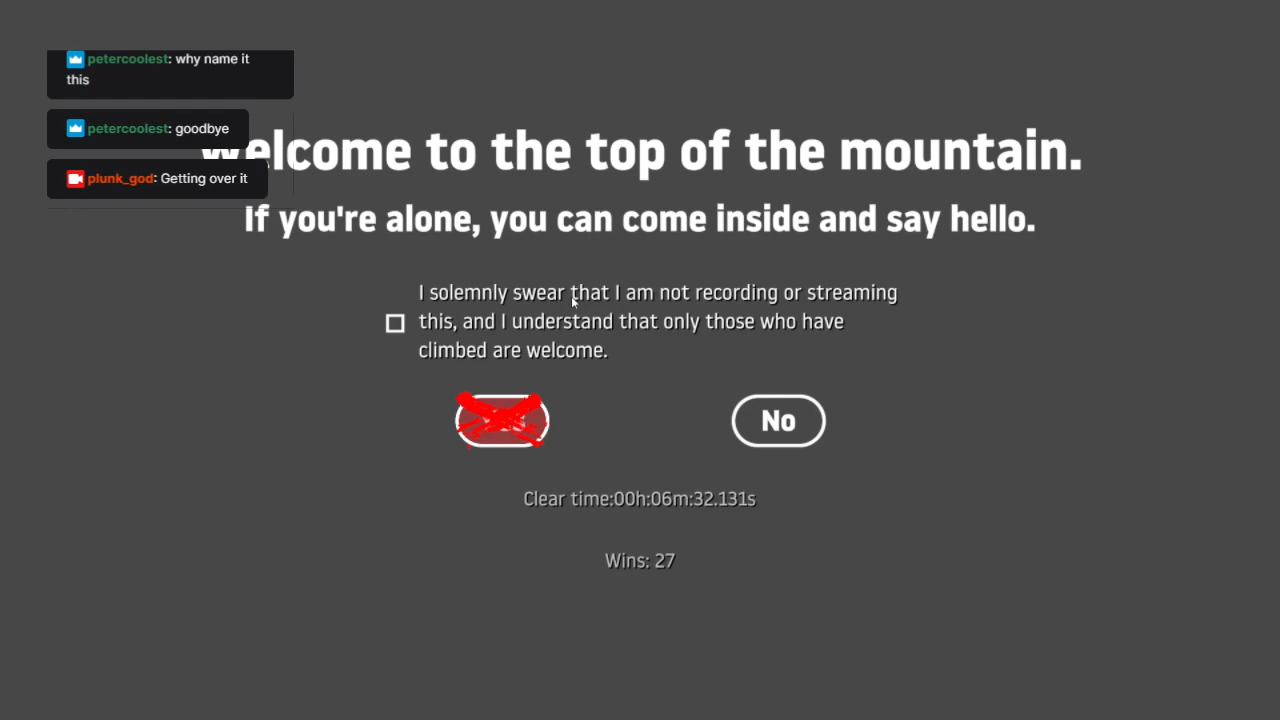 petercoolest: why name it
this
petercoolest: goodbye
plunk_god: Getting over it
Welcome to the top of the mountain.
If you're alone, you can come inside and say hello.
I solemnly swear that I am not recording or streaming
this, and I understand that only those who have
climbed are welcome.
No
Clear time:00h:06m:32.131s
Wins: 27